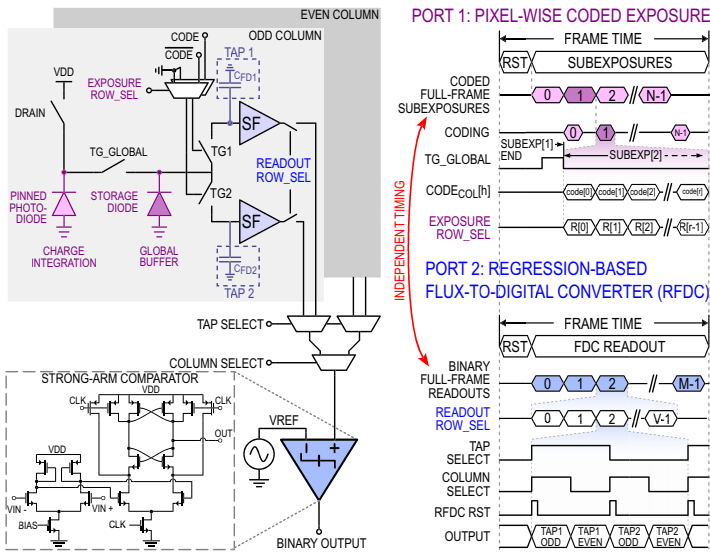 EVEN COLUMN
ODD COLUMN
CODE
CODE
TAP 1
VDD
EXPOSURE
ROW_SEL
CFD1
DRAIN
SF
TG_GLOBAL
TG1
READOUT
ROW_SEL
TG2
PINNED
PHOTO-
DIODE
STORAGE
DIODE
SF
CHARGE
INTEGRATION
GLOBAL
BUFFER
CFD2
TAP 2
TAP SELECT
COLUMN SELECT
STRONG-ARM COMPARATOR
VDD
CLK
CLK
OUT
VDD
VIN -
VIN +
BIAS
CLK
VREF
BINARY OUTPUT
PORT 1: PIXEL-WISE CODED EXPOSURE
FRAME TIME
RST
SUBEXPOSURES
CODED
FULL-FRAME
SUBEXPOSURES
0 1 2 // N-1
CODING
0 1 // N-1
SUBEXP[1]
END
SUBEXP[2]
TG_GLOBAL
CODECOL[h]
code[0] code[1] code[2] // code[r]
EXPOSURE
ROW_SEL
R[0] R[1] R[2] // R[r-1]
INDEPENDENT TIMING
PORT 2: REGRESSION-BASED
FLUX-TO-DIGITAL CONVERTER (RFDC)
FRAME TIME
RST
FDC READOUT
BINARY
FULL-FRAME
READOUTS
0 1 2 // M-1
READOUT
ROW_SEL
0 1 2 // V-1
TAP
SELECT
COLUMN
SELECT
RFDC RST
OUTPUT
TAP1 TAP1 TAP2 TAP2
ODD EVEN ODD EVEN